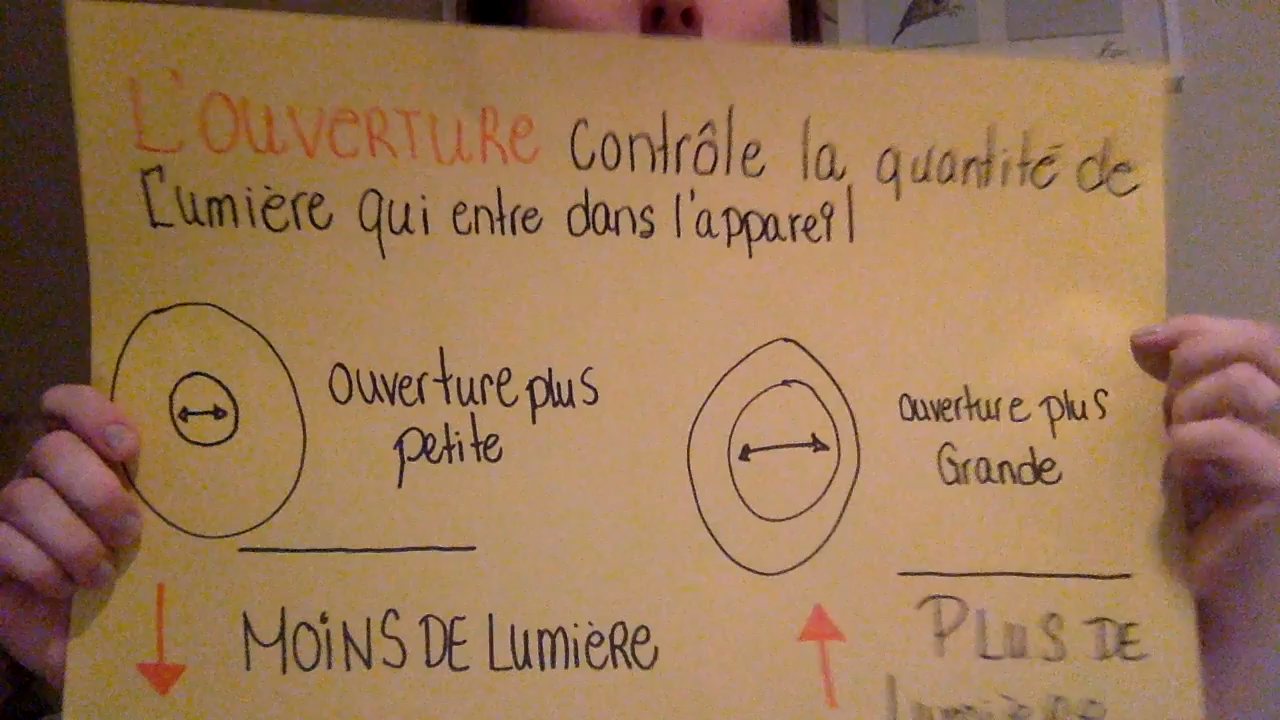 L'OUVERTURE Contrôle la quantité de
Lumière qui entre dans l'appareil
ouverture plus
petite
ouverture plus
Grande
MOINS DE LumièRE
PLUS DE
Lumière